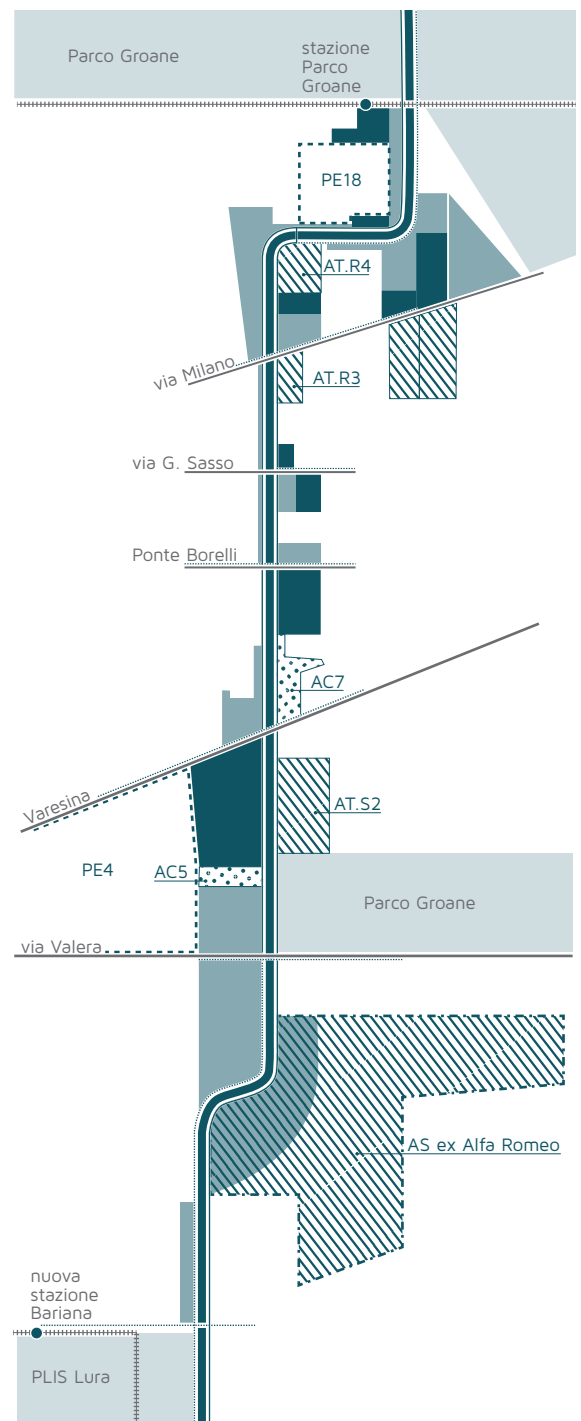 Parco Groane
stazione
Parco
Groane
PE18
AT.R4
via Milano
AT.R3
via G. Sasso
Ponte Borelli
AC7
Varesina
AT.S2
PE4
AC5
Parco Groane
via Valera
AS ex Alfa Romeo
nuova
stazione
Bariana
PLIS Lura